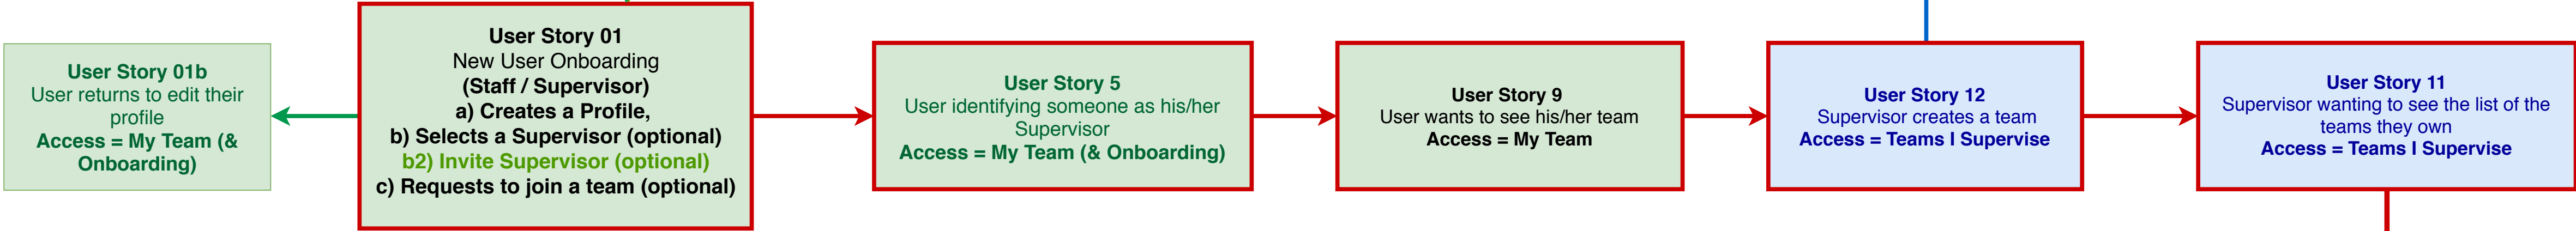 User Story 01b
User returns to edit their
profile
Access = My Team (&
Onboarding)
User Story 01
New User Onboarding
(Staff / Supervisor)
a) Creates a Profile,
b) Selects a Supervisor (optional)
b2) Invite Supervisor (optional)
c) Requests to join a team (optional)
User Story 5
User identifying someone as his/her
Supervisor
Access = My Team (& Onboarding)
User Story 9
User wants to see his/her team
Access = My Team
User Story 12
Supervisor creates a team
Access = Teams I Supervise
User Story 11
Supervisor wanting to see the list of the
teams they own
Access = Teams I Supervise